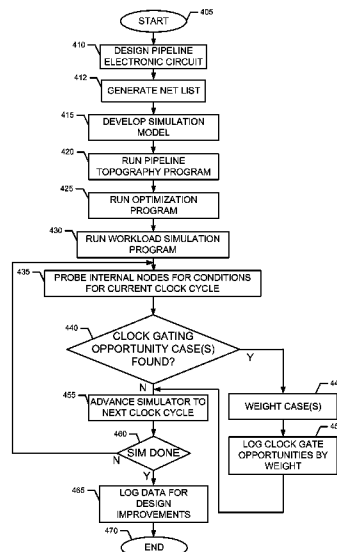 START
405
410
DESIGN PIPELINE
ELECTRONIC CIRCUIT
412
GENERATE NET LIST
415
DEVELOP SIMULATION
MODEL
420
RUN PIPELINE
TOPOGRAPHY PROGRAM
425
RUN OPTIMIZATION
PROGRAM
430
RUN WORKLOAD SIMULATION
PROGRAM
435
PROBE INTERNAL NODES FOR CONDITIONS
FOR CURRENT CLOCK CYCLE
440
CLOCK GATING
OPPORTUNITY CASE(S)
FOUND?
Y
N
WEIGHT CASE(S)
455
ADVANCE SIMULATOR TO
NEXT CLOCK CYCLE
LOG CLOCK GATE
OPPORTUNITIES BY
WEIGHT
460
SIM DONE
N
Y
465
LOG DATA FOR
DESIGN
IMPROVEMENTS
470
END